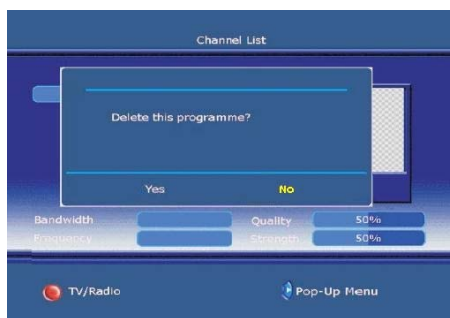 Channel List
Delete this programme?
Yes No
Bandwidth Quality 50%
Frequency Strength 50%
TV/Radio Pop-Up Menu